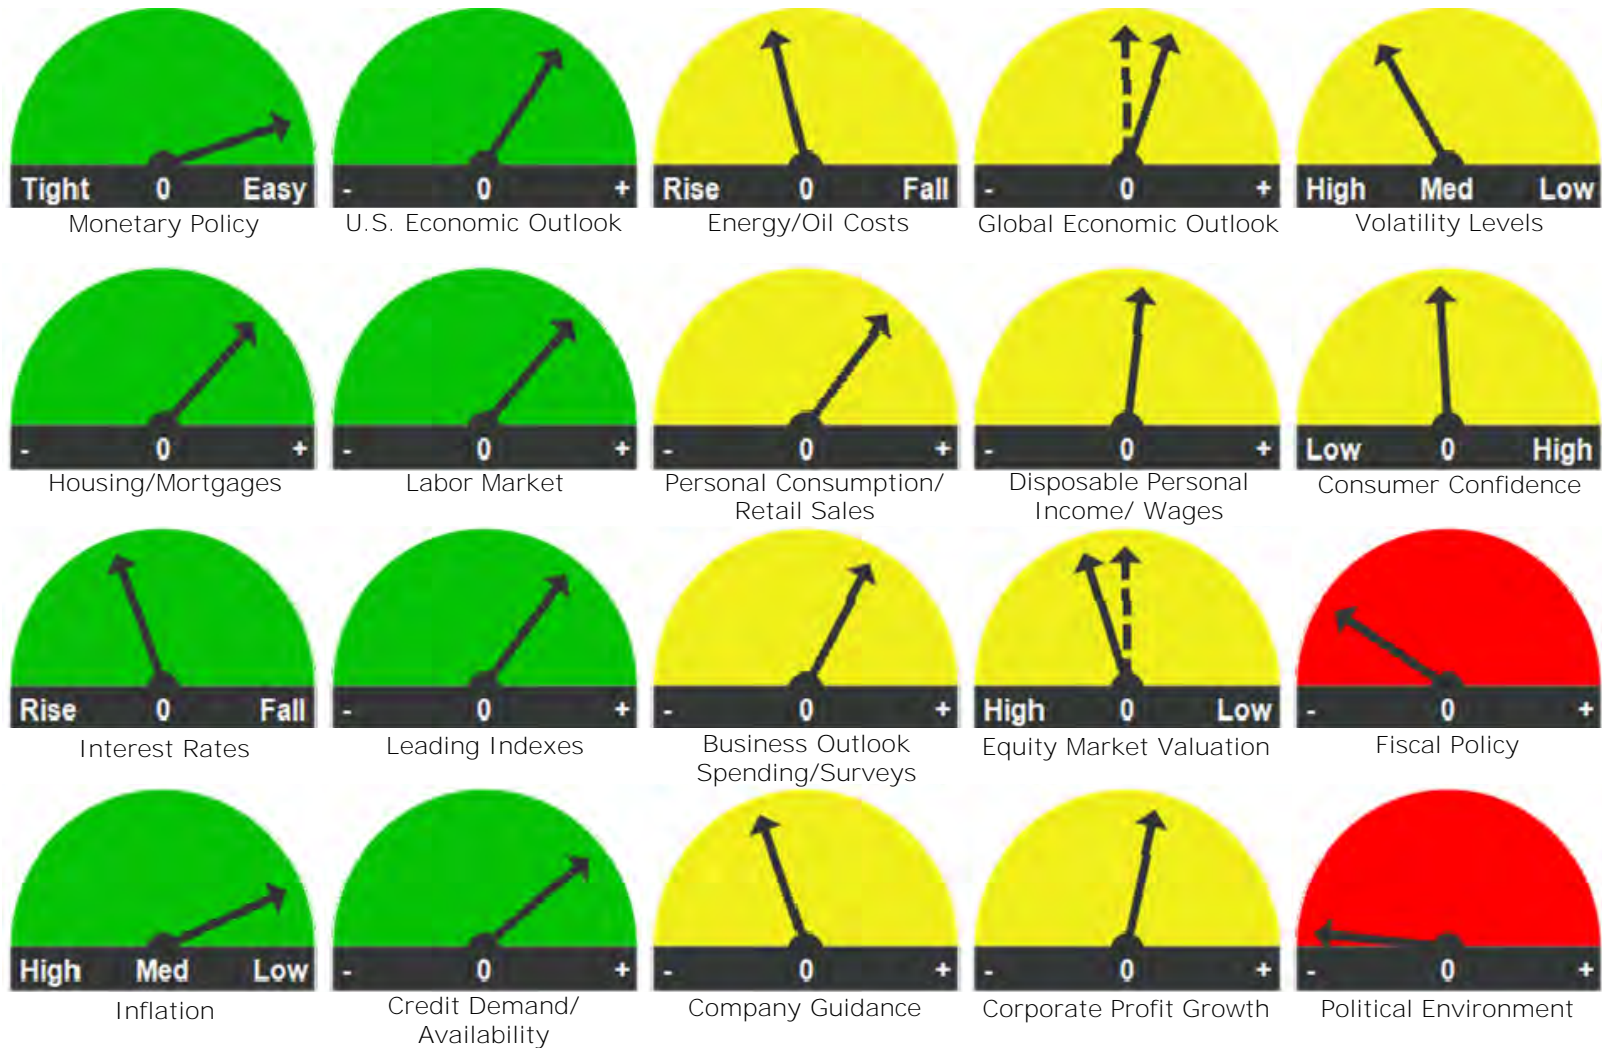 Tight 0 Easy
Monetary Policy
- 0 +
U.S. Economic Outlook
Rise 0 Fall
Energy/Oil Costs
- 0 +
Global Economic Outlook
High Med Low
Volatility Levels
- 0 +
Housing/Mortgages
- 0 +
Labor Market
- 0 +
Personal Consumption/
Retail Sales
- 0 +
Disposable Personal
Income/ Wages
Low 0 High
Consumer Confidence
Rise 0 Fall
Interest Rates
- 0 +
Leading Indexes
- 0 +
Business Outlook
Spending/Surveys
High 0 Low
Equity Market Valuation
- 0 +
Fiscal Policy
High Med Low
Inflation
- 0 +
Credit Demand/
Availability
- 0 +
Company Guidance
- 0 +
Corporate Profit Growth
- 0 +
Political Environment